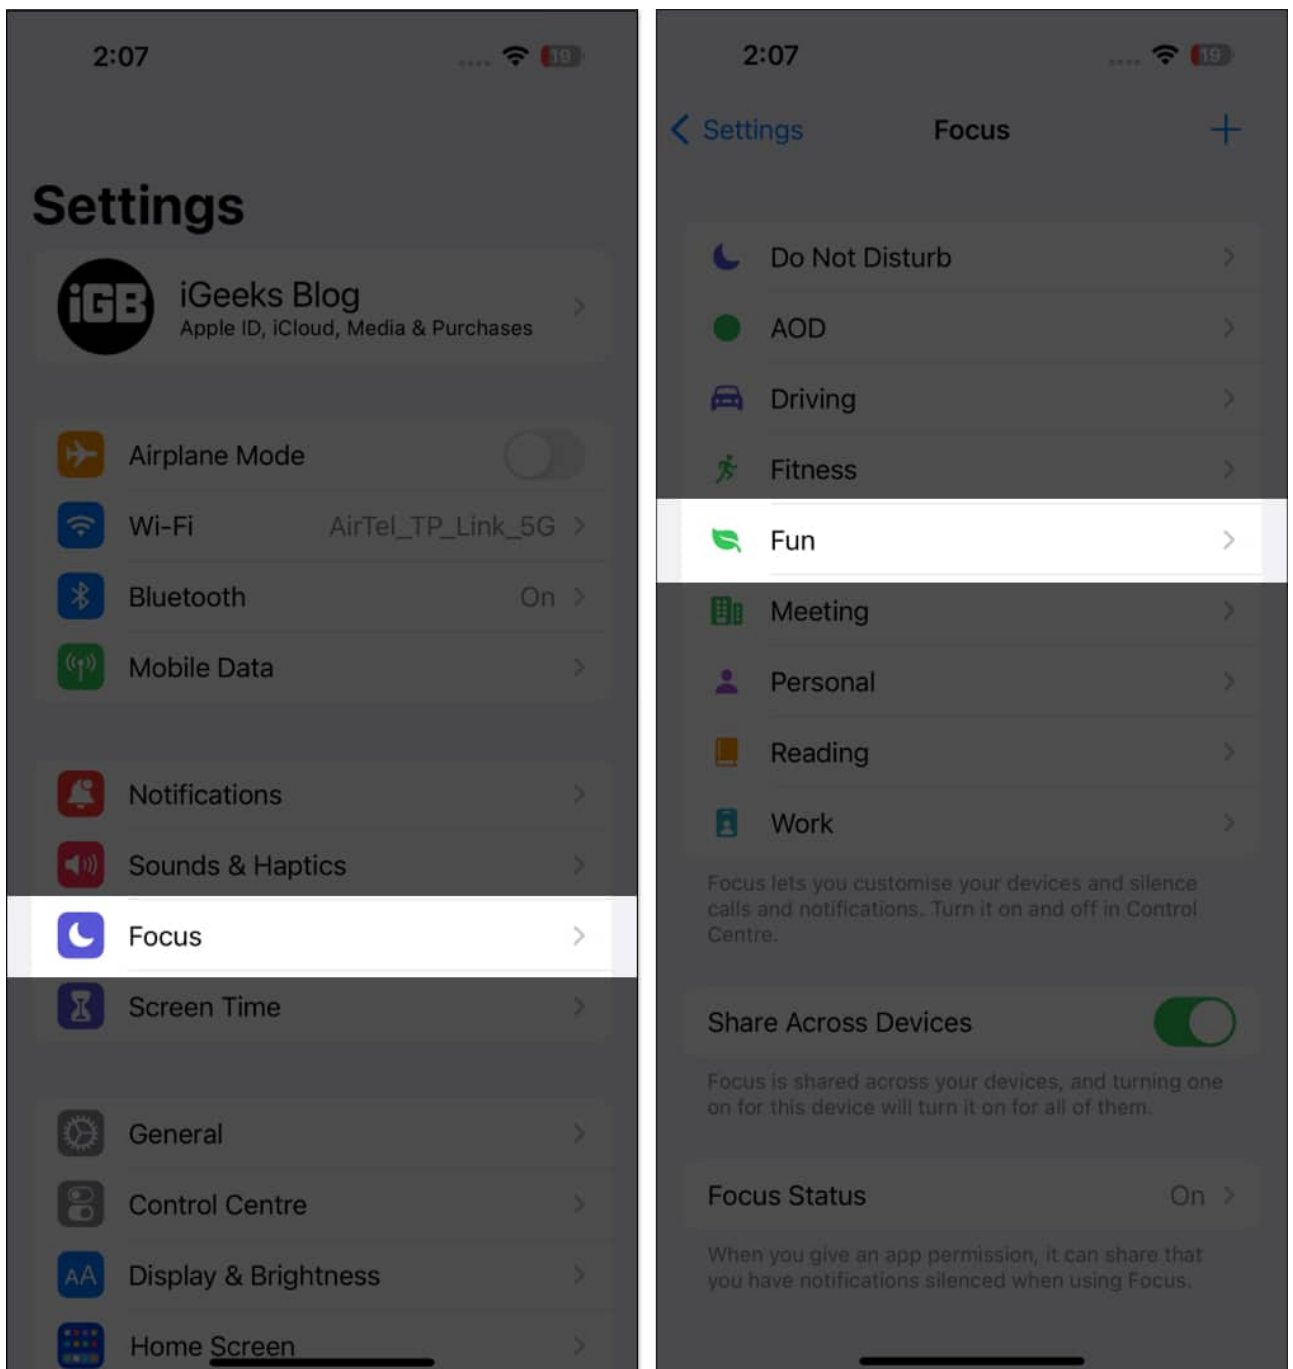 2:07
19
Settings
iGB
iGeeks Blog
Apple ID, iCloud, Media & Purchases
Airplane Mode
Wi-Fi AirTel_TP_Link_5G
Bluetooth On
Mobile Data
Notifications
Sounds & Haptics
Focus
Screen Time
General
Control Centre
AA Display & Brightness
Home Screen
2:07
19
Settings Focus
Do Not Disturb
AOD
Driving
Fitness
Fun
Meeting
Personal
Reading
Work
Focus lets you customise your devices and silence
calls and notifications. Turn it on and off in Control
Centre.
Share Across Devices
Focus is shared across your devices, and turning one
on for this device will turn it on for all of them.
Focus Status On
When you give an app permission, it can share that
you have notifications silenced when using Focus.